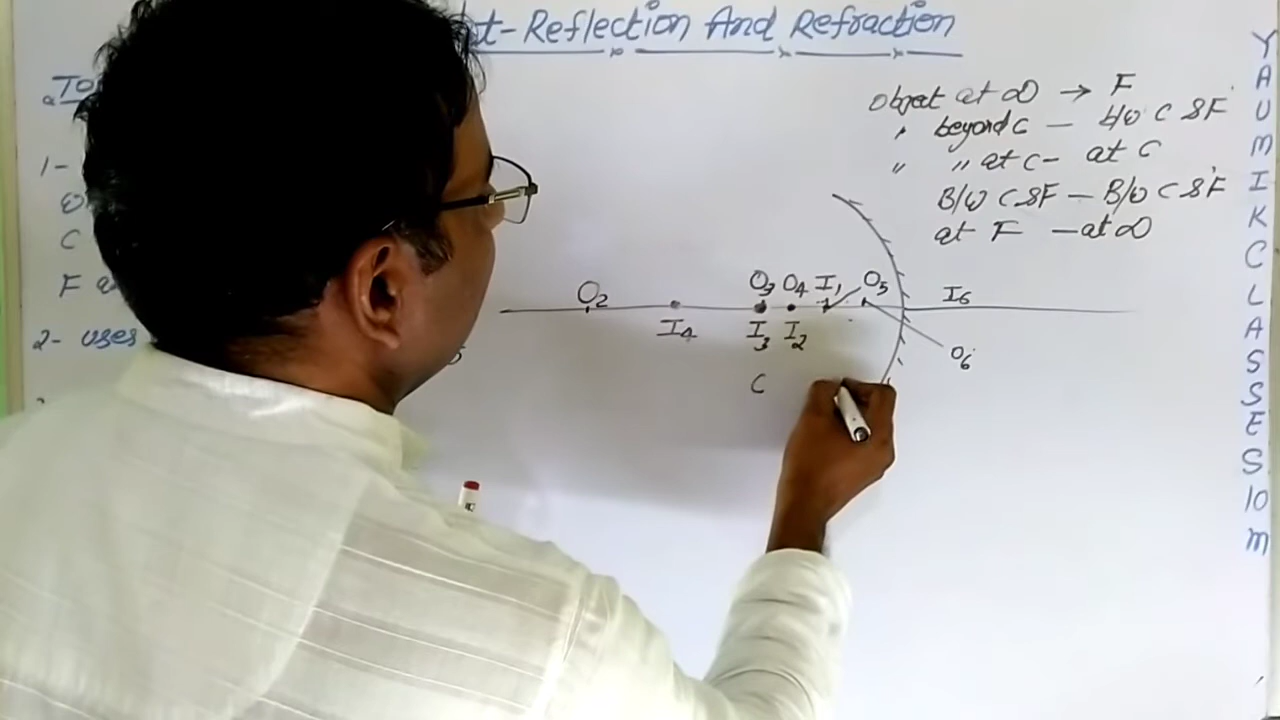 t-Reflection And Refraction
1-
C
F
2- uses
Object at ∞ → F
" beyond C — b/w C & F
" " at C - at C
B/w C & F — B/w C & F
at F — at ∞
O2 O3 O4 I1 O5 I6
I4 I3 I2 O6
C
YAUMIK CLASSES 10 M